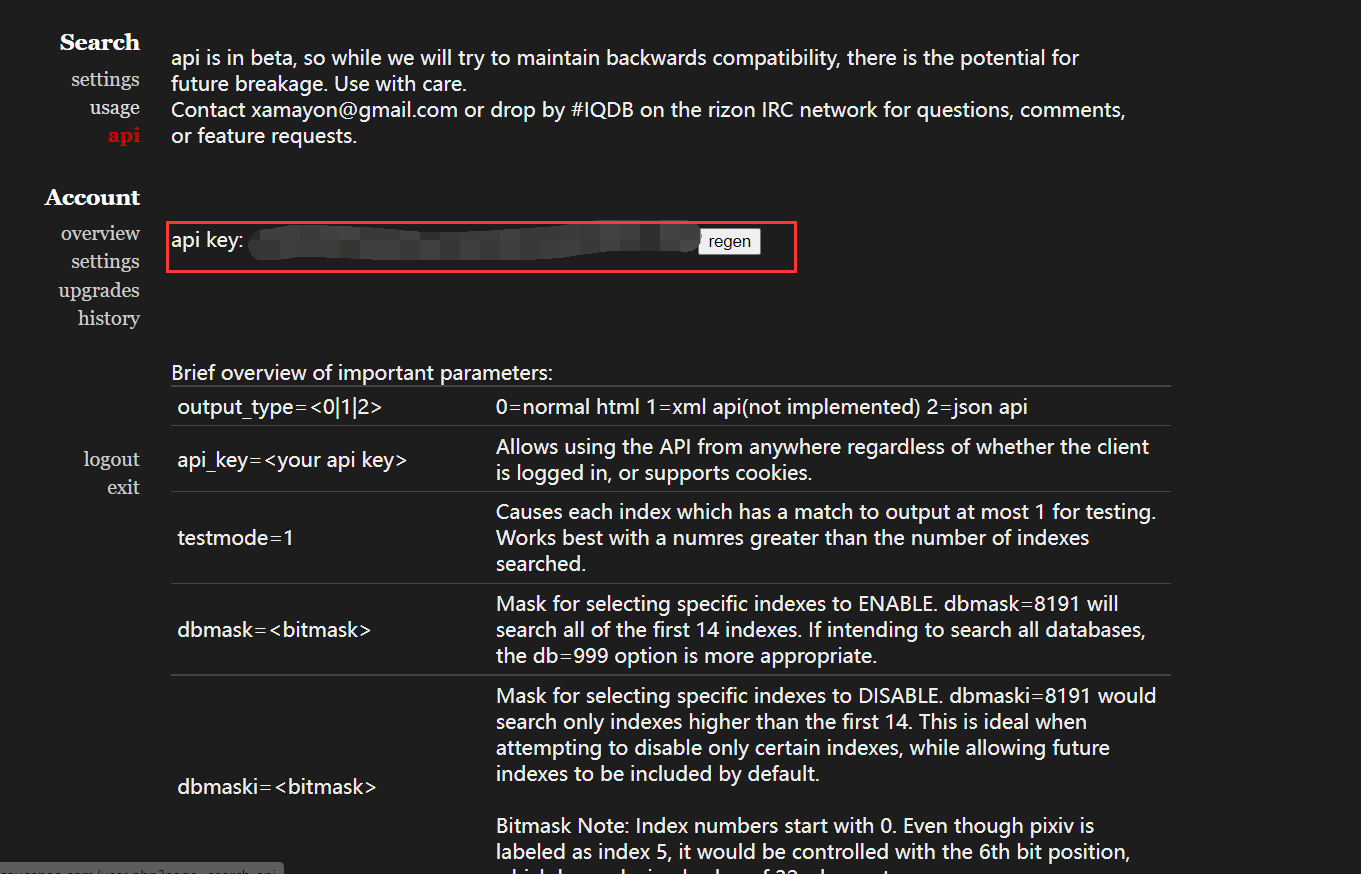 Search
settings
usage
api
Account
overview
settings
upgrades
history
logout
exit
api is in beta, so while we will try to maintain backwards compatibility, there is the potential for
future breakage. Use with care.
Contact xamayon@gmail.com or drop by #IQDB on the rizon IRC network for questions, comments,
or feature requests.
api key:
regen
Brief overview of important parameters:
output_type=<0|1|2> 0=normal html 1=xml api(not implemented) 2=json api
api_key=<your api key>
Allows using the API from anywhere regardless of whether the client
is logged in, or supports cookies.
testmode=1
Causes each index which has a match to output at most 1 for testing.
Works best with a numres greater than the number of indexes
searched.
dbmask=<bitmask>
Mask for selecting specific indexes to ENABLE. dbmask=8191 will
search all of the first 14 indexes. If intending to search all databases,
the db=999 option is more appropriate.
dbmaski=<bitmask>
Mask for selecting specific indexes to DISABLE. dbmaski=8191 would
search only indexes higher than the first 14. This is ideal when
attempting to disable only certain indexes, while allowing future
indexes to be included by default.
Bitmask Note: Index numbers start with 0. Even though pixiv is
labeled as index 5, it would be controlled with the 6th bit position,